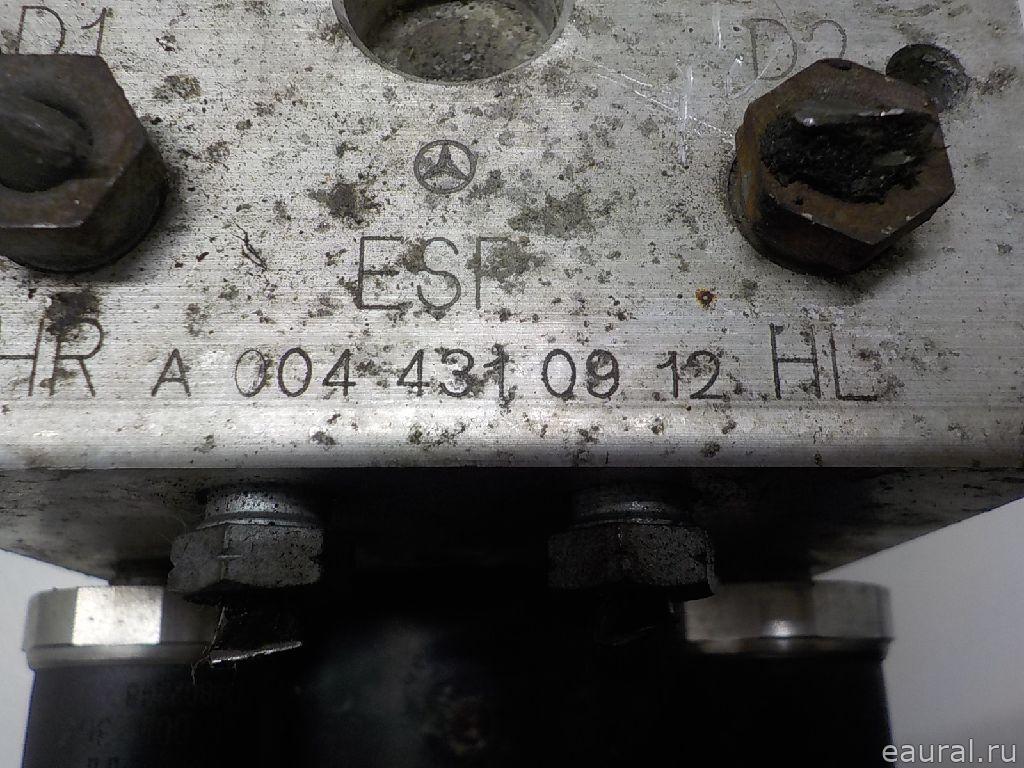 D1 D2
ESP
HR A 004 431 09 12 HL
eaural.ru